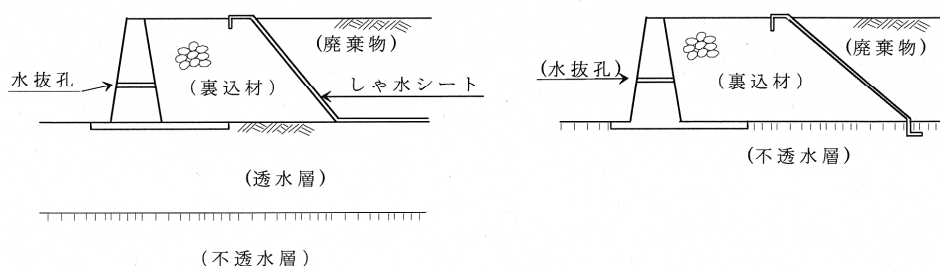 (廃棄物)
水抜孔
(裏込材)
しゃ水シート
(透水層)
(不透水層)
(廃棄物)
(水抜孔)
(裏込材)
(不透水層)